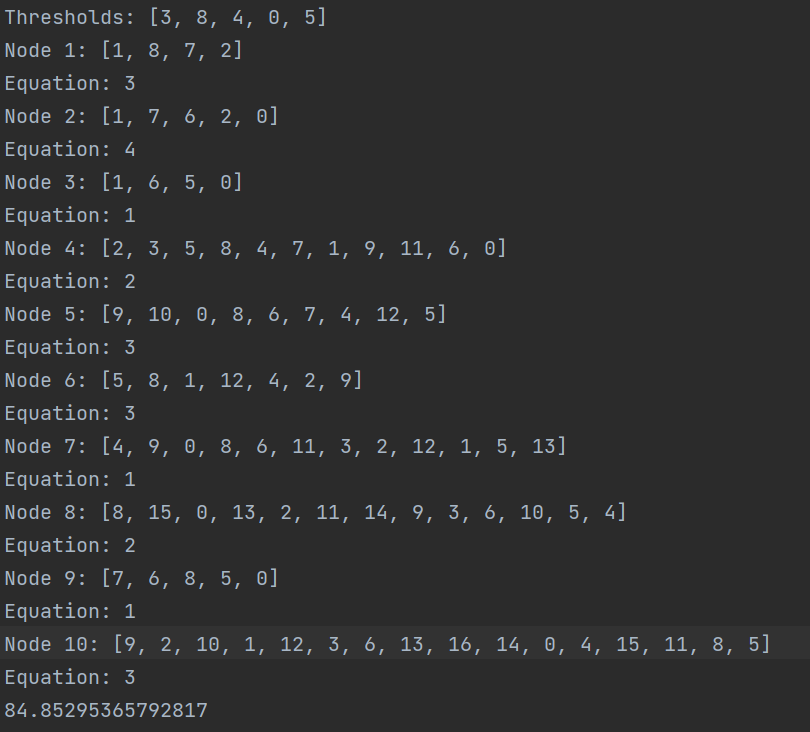 Thresholds: [3, 8, 4, 0, 5]
Node 1: [1, 8, 7, 2]
Equation: 3
Node 2: [1, 7, 6, 2, 0]
Equation: 4
Node 3: [1, 6, 5, 0]
Equation: 1
Node 4: [2, 3, 5, 8, 4, 7, 1, 9, 11, 6, 0]
Equation: 2
Node 5: [9, 10, 0, 8, 6, 7, 4, 12, 5]
Equation: 3
Node 6: [5, 8, 1, 12, 4, 2, 9]
Equation: 3
Node 7: [4, 9, 0, 8, 6, 11, 3, 2, 12, 1, 5, 13]
Equation: 1
Node 8: [8, 15, 0, 13, 2, 11, 14, 9, 3, 6, 10, 5, 4]
Equation: 2
Node 9: [7, 6, 8, 5, 0]
Equation: 1
Node 10: [9, 2, 10, 1, 12, 3, 6, 13, 16, 14, 0, 4, 15, 11, 8, 5]
Equation: 3
84.85295365792817